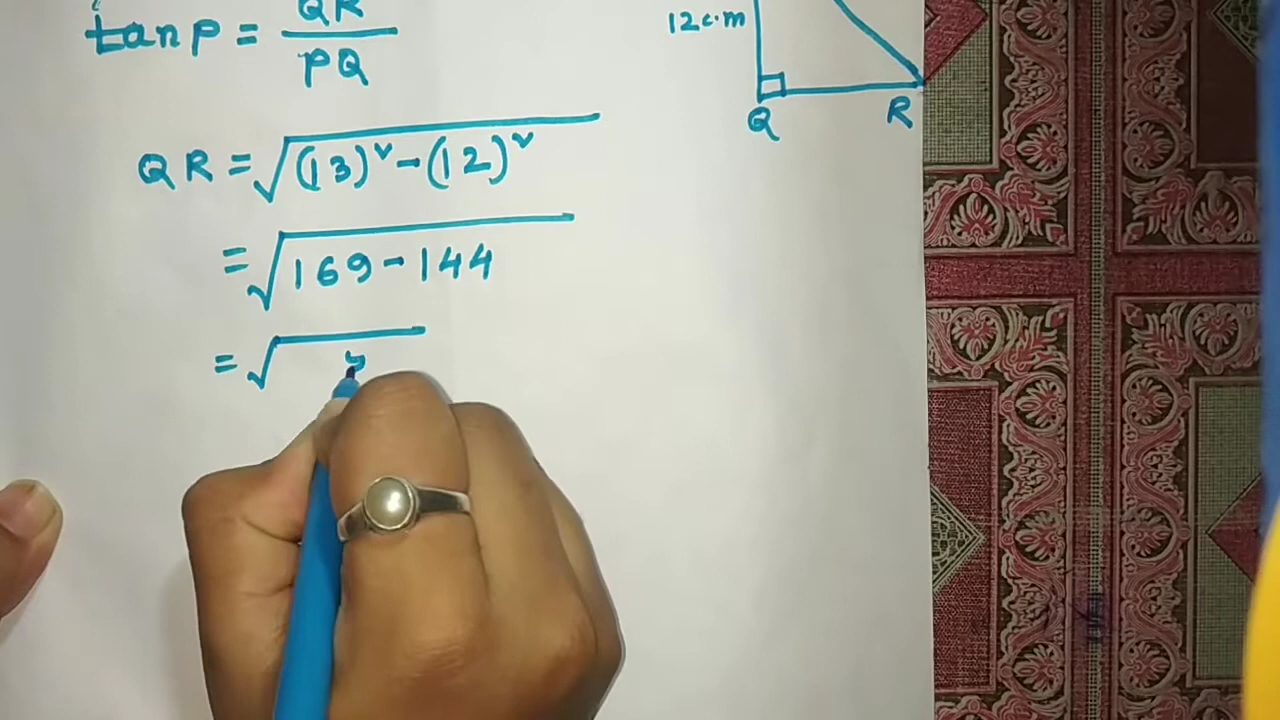 tan P = QR / PQ
12 c.m
Q R
QR = √(13)² - (12)²
= √169 - 144
= √